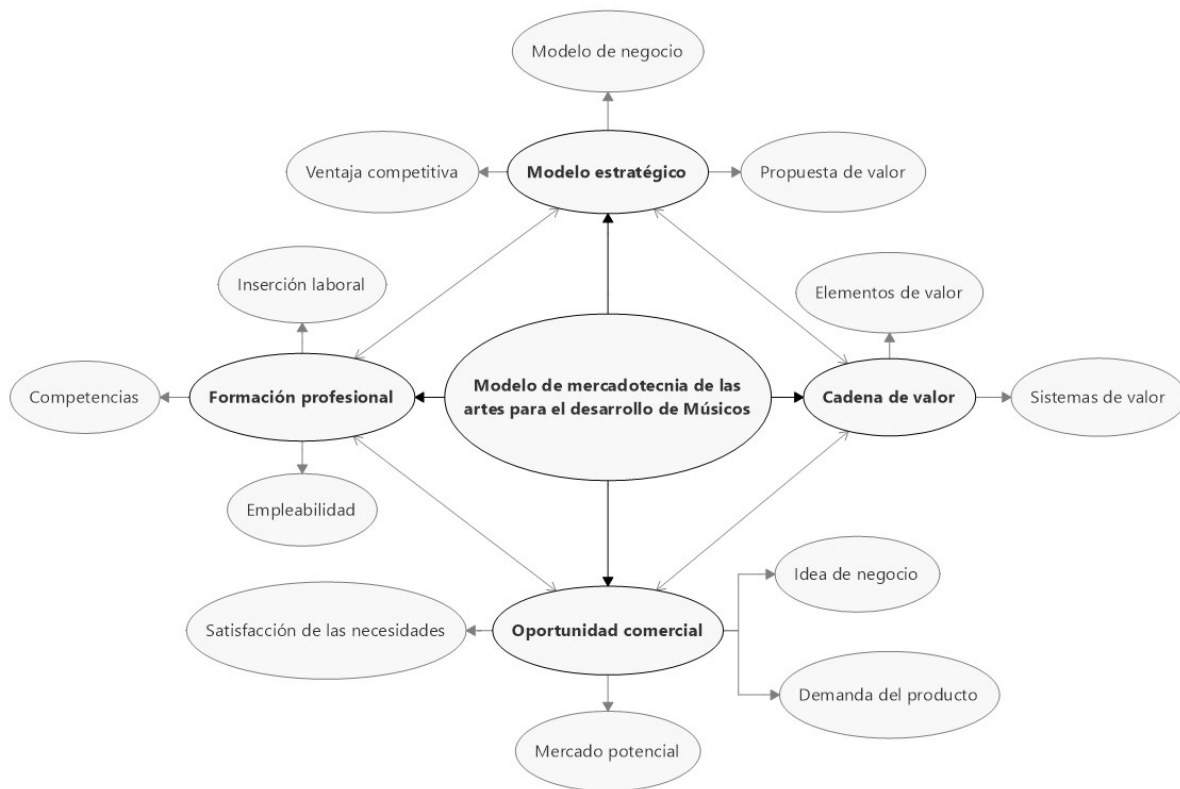 Modelo de negocio
Ventaja competitiva
Modelo estratégico
Propuesta de valor
Inserción laboral
Elementos de valor
Competencias
Formación profesional
Modelo de mercadotecnia de las
artes para el desarrollo de Músicos
Cadena de valor
Sistemas de valor
Empleabilidad
Idea de negocio
Satisfacción de las necesidades
Oportunidad comercial
Demanda del producto
Mercado potencial